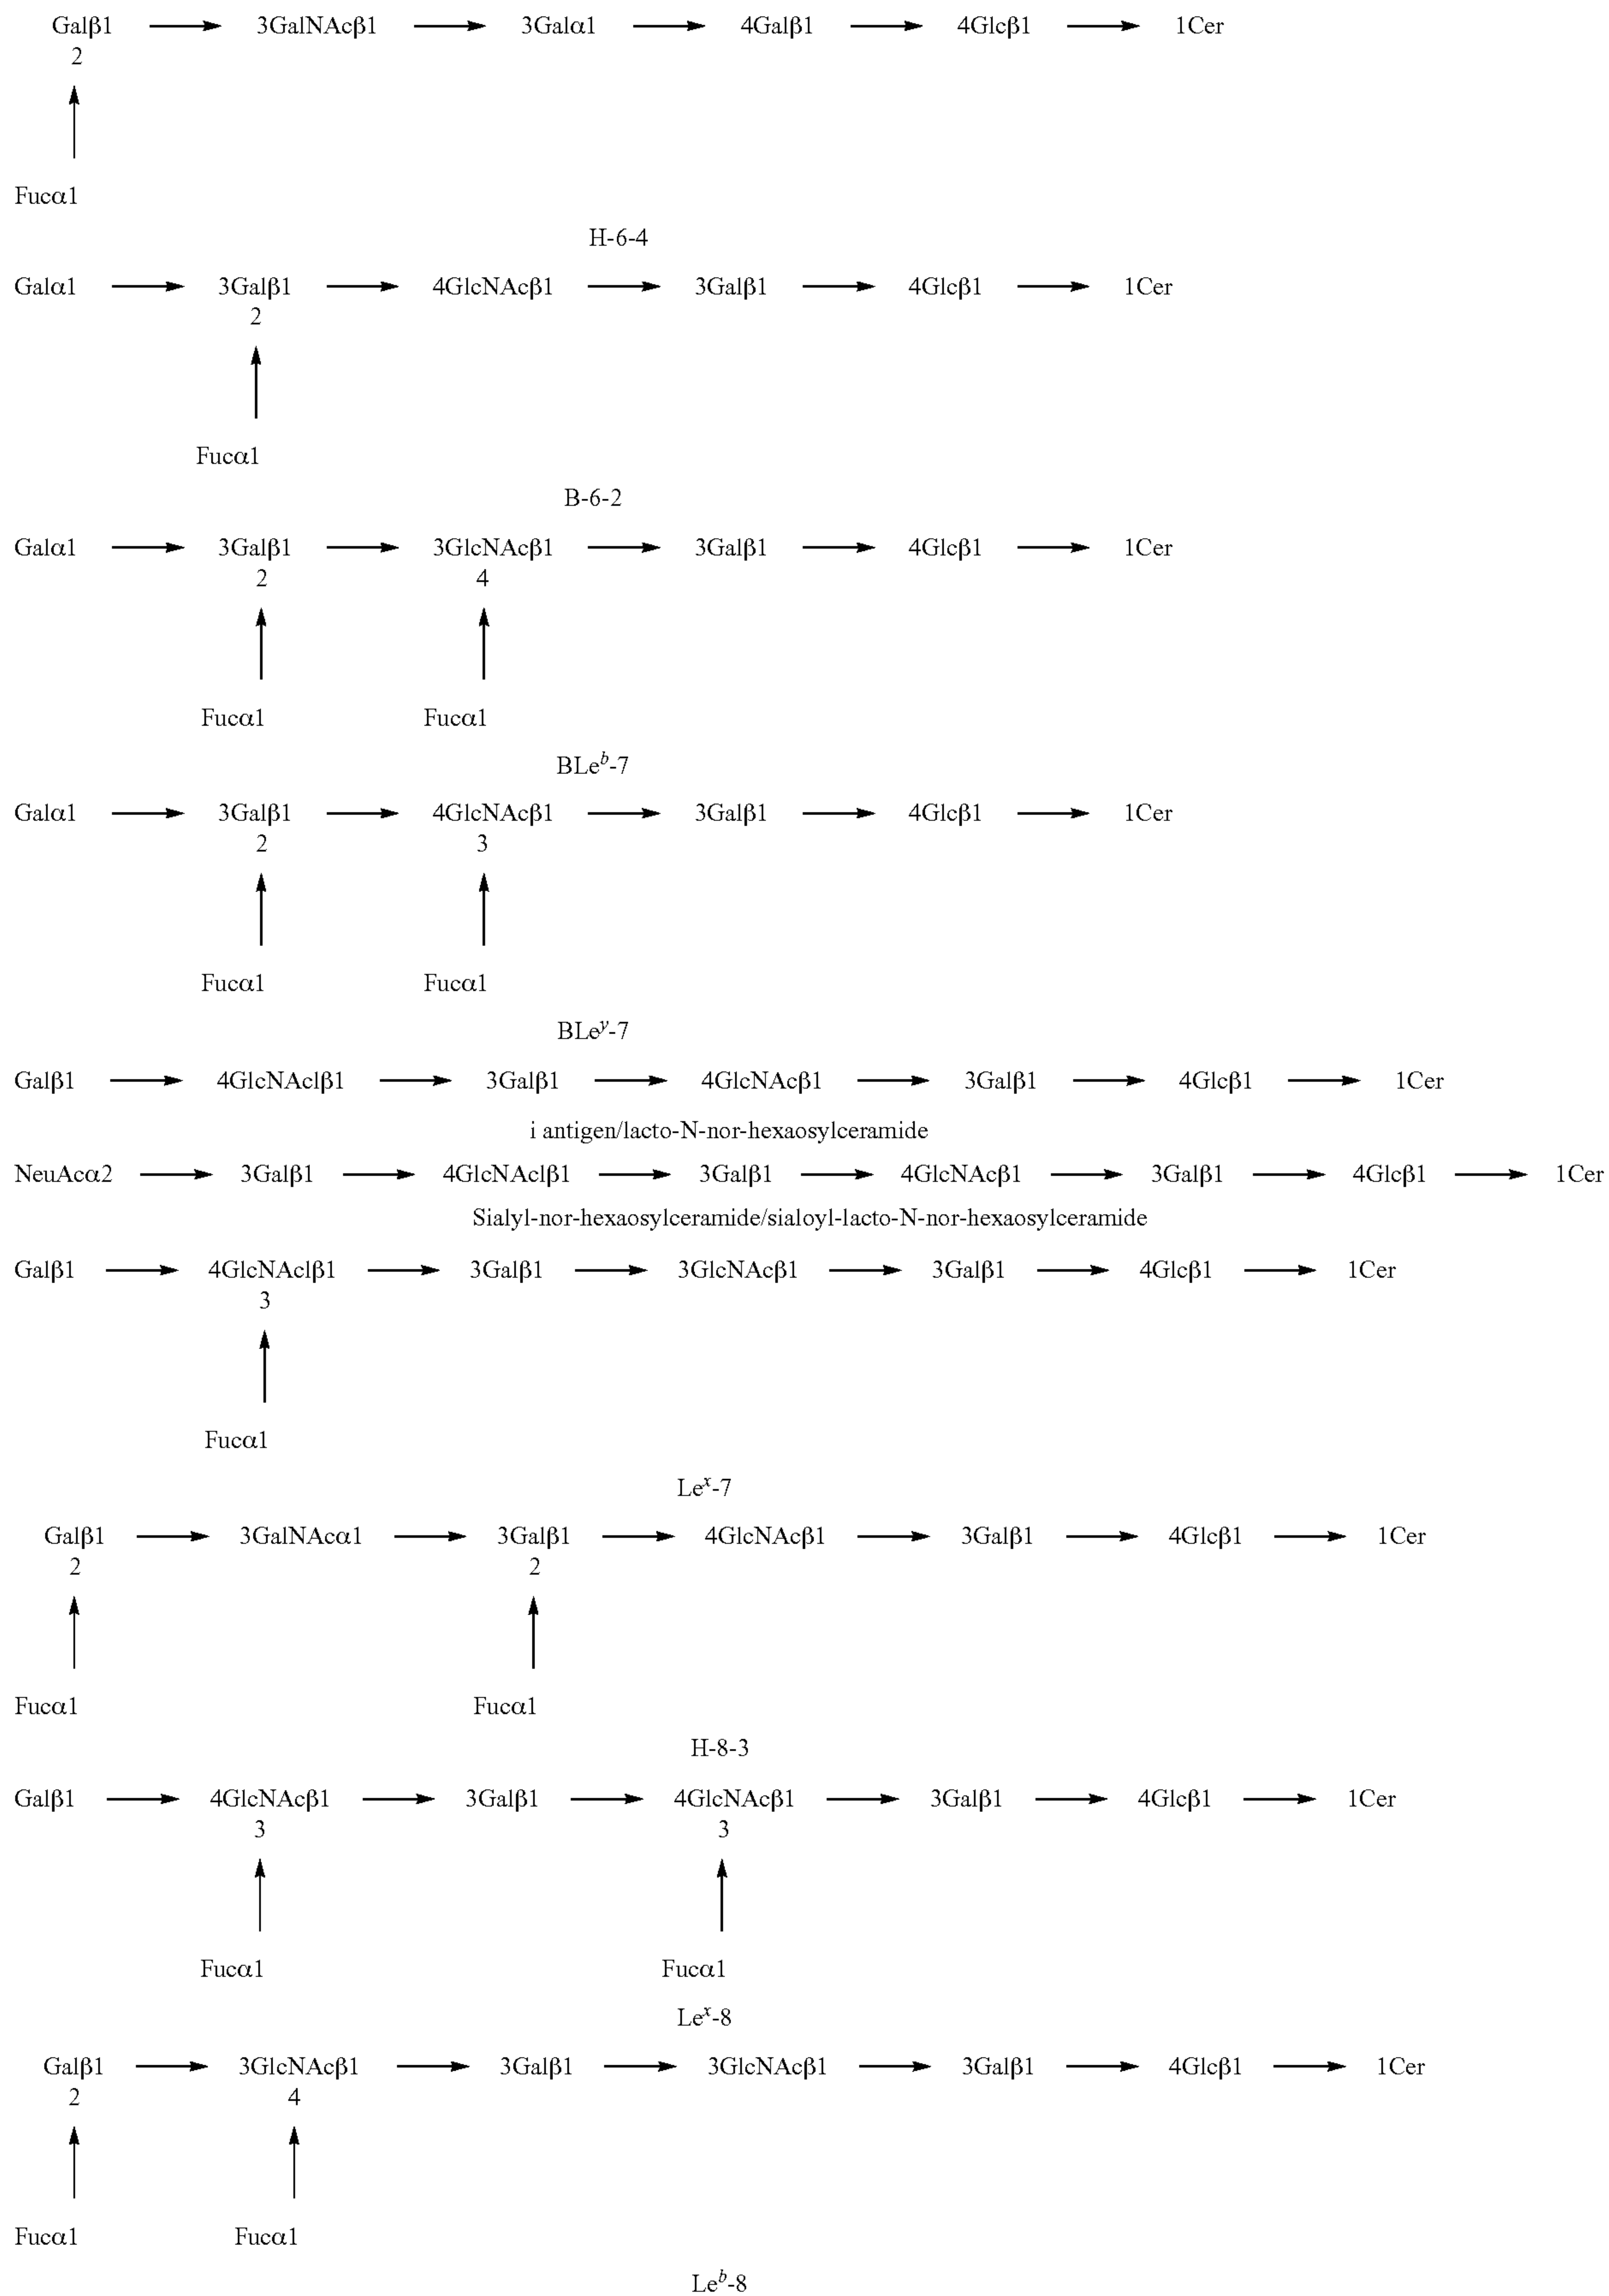 Galβ1 ⟶ 3GalNAcβ1 ⟶ 3Galα1 ⟶ 4Galβ1 ⟶ 4Glcβ1 ⟶ 1Cer
2
Fucα1
H-6-4
Galα1 ⟶ 3Galβ1 ⟶ 4GlcNAcβ1 ⟶ 3Galβ1 ⟶ 4Glcβ1 ⟶ 1Cer
2
Fucα1
B-6-2
Galα1 ⟶ 3Galβ1 ⟶ 3GlcNAcβ1 ⟶ 3Galβ1 ⟶ 4Glcβ1 ⟶ 1Cer
2 4
Fucα1 Fucα1
BLeᵇ-7
Galα1 ⟶ 3Galβ1 ⟶ 4GlcNAcβ1 ⟶ 3Galβ1 ⟶ 4Glcβ1 ⟶ 1Cer
2 3
Fucα1 Fucα1
BLeʸ-7
Galβ1 ⟶ 4GlcNAclβ1 ⟶ 3Galβ1 ⟶ 4GlcNAcβ1 ⟶ 3Galβ1 ⟶ 4Glcβ1 ⟶ 1Cer
i antigen/lacto-N-nor-hexaosylceramide
NeuAcα2 ⟶ 3Galβ1 ⟶ 4GlcNAclβ1 ⟶ 3Galβ1 ⟶ 4GlcNAcβ1 ⟶ 3Galβ1 ⟶ 4Glcβ1 ⟶ 1Cer
Sialyl-nor-hexaosylceramide/sialoyl-lacto-N-nor-hexaosylceramide
Galβ1 ⟶ 4GlcNAclβ1 ⟶ 3Galβ1 ⟶ 3GlcNAcβ1 ⟶ 3Galβ1 ⟶ 4Glcβ1 ⟶ 1Cer
3
Fucα1
Leˣ-7
Galβ1 ⟶ 3GalNAcα1 ⟶ 3Galβ1 ⟶ 4GlcNAcβ1 ⟶ 3Galβ1 ⟶ 4Glcβ1 ⟶ 1Cer
2 2
Fucα1 Fucα1
H-8-3
Galβ1 ⟶ 4GlcNAcβ1 ⟶ 3Galβ1 ⟶ 4GlcNAcβ1 ⟶ 3Galβ1 ⟶ 4Glcβ1 ⟶ 1Cer
3 3
Fucα1 Fucα1
Leˣ-8
Galβ1 ⟶ 3GlcNAcβ1 ⟶ 3Galβ1 ⟶ 3GlcNAcβ1 ⟶ 3Galβ1 ⟶ 4Glcβ1 ⟶ 1Cer
2 4
Fucα1 Fucα1
Leᵇ-8